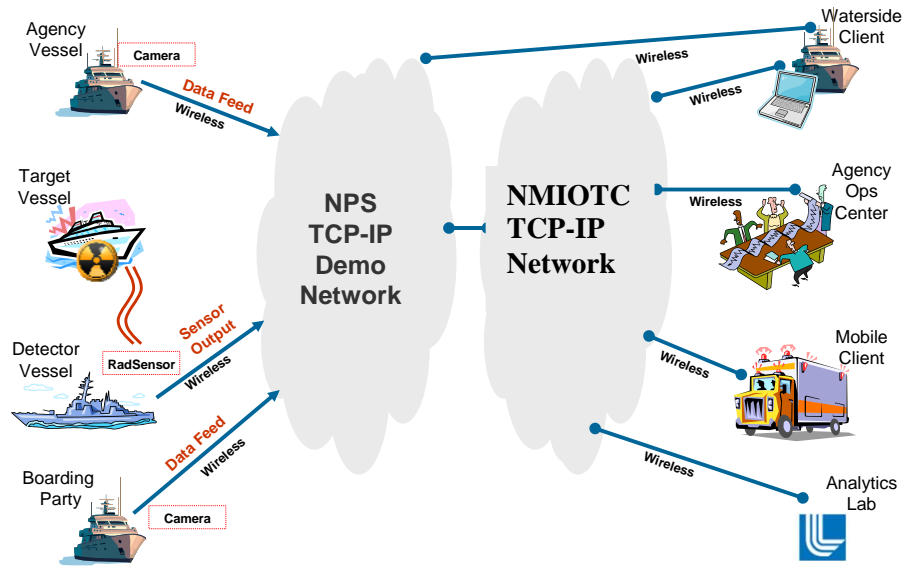 Agency
Vessel
Camera
Data Feed
Wireless
Target
Vessel
Detector
Vessel
RadSensor
Sensor
Output
Wireless
Boarding
Party
Camera
Data Feed
Wireless
NPS
TCP-IP
Demo
Network
NMIOTC
TCP-IP
Network
Wireless
Waterside
Client
Wireless
Wireless
Agency
Ops
Center
Wireless
Mobile
Client
Wireless
Analytics
Lab